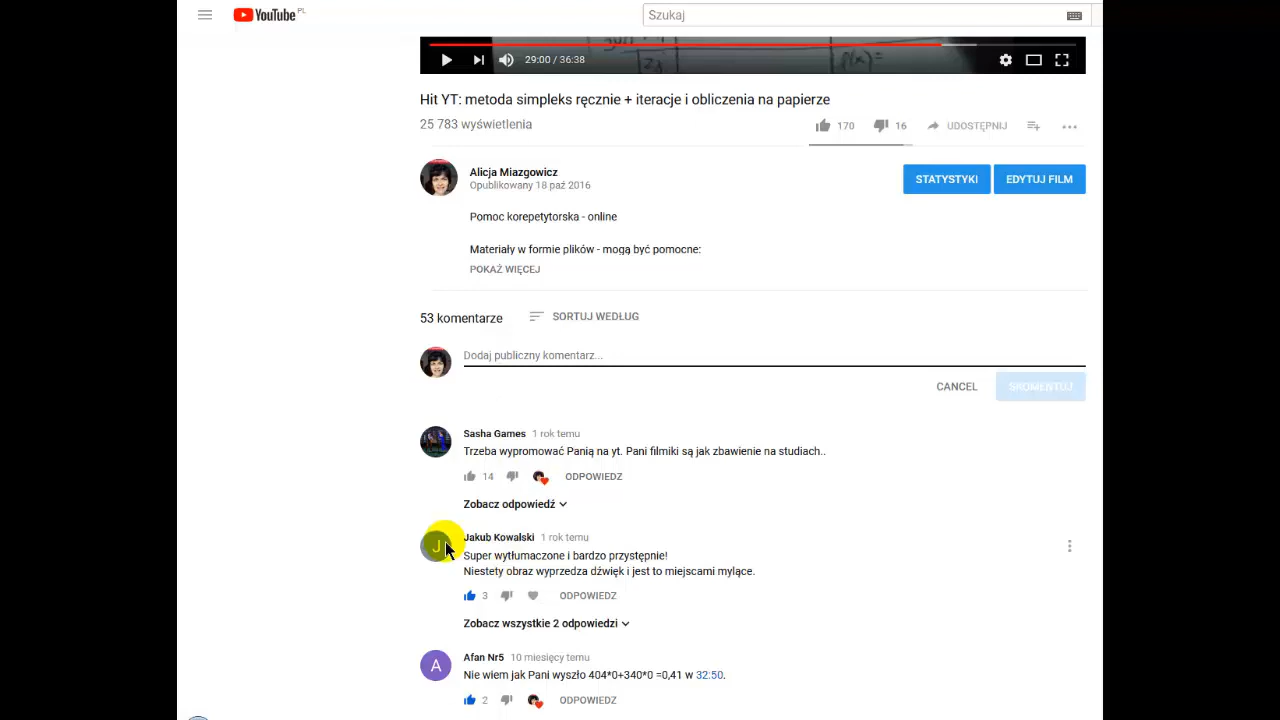 YouTube PL
Szukaj
29:00 / 36:38
Hit YT: metoda simpleks ręcznie + iteracje i obliczenia na papierze
25 783 wyświetlenia
170
16
UDOSTĘPNIJ
Alicja Miazgowicz
Opublikowany 18 paź 2016
STATYSTYKI
EDYTUJ FILM
Pomoc korepetytorska - online
Materiały w formie plików - mogą być pomocne:
POKAŻ WIĘCEJ
53 komentarze
SORTUJ WEDŁUG
Dodaj publiczny komentarz...
CANCEL
SKOMENTUJ
Sasha Games 1 rok temu
Trzeba wypromować Panią na yt. Pani filmiki są jak zbawienie na studiach..
14
ODPOWIEDZ
Zobacz odpowiedź
J
Jakub Kowalski 1 rok temu
Super wytłumaczone i bardzo przystępnie!
Niestety obraz wyprzedza dźwięk i jest to miejscami mylące.
3
ODPOWIEDZ
Zobacz wszystkie 2 odpowiedzi
A
Afan Nr5 10 miesięcy temu
Nie wiem jak Pani wyszło 404*0+340*0 =0,41 w 32:50.
2
ODPOWIEDZ